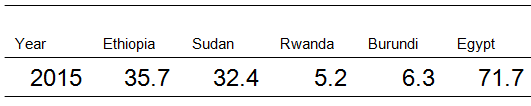 Year Ethiopia Sudan Rwanda Burundi Egypt
2015 35.7 32.4 5.2 6.3 71.7